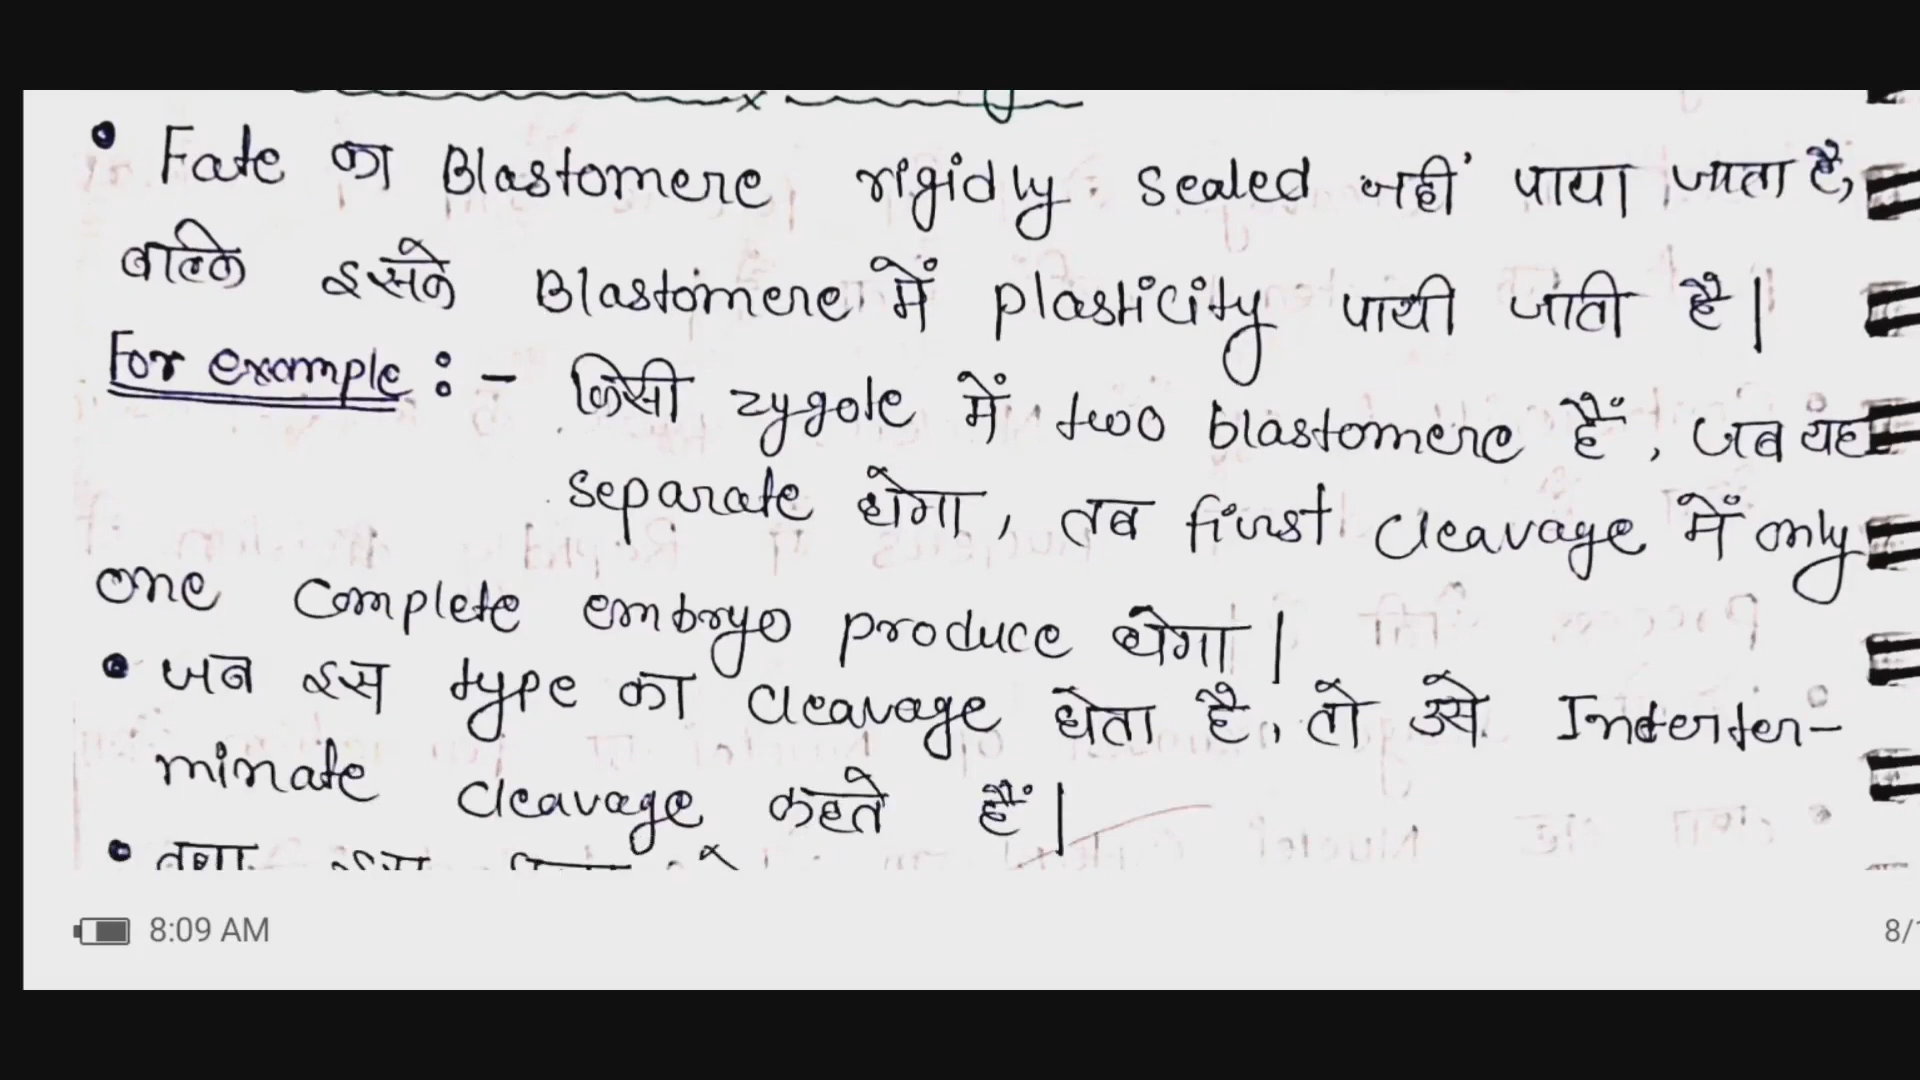 • Fate का Blastomere rigidly sealed नहीं पाया जाता है,
बल्कि इसके Blastomere में plasticity पायी जाती है|
For example :- किसी zygote में two blastomere हैं, जब यह
separate होगा, तब first cleavage में only
one complete embryo produce होगा|
• जब इस type का cleavage होता है, तो उसे Inderter-
minate cleavage कहते हैं|
8:09 AM